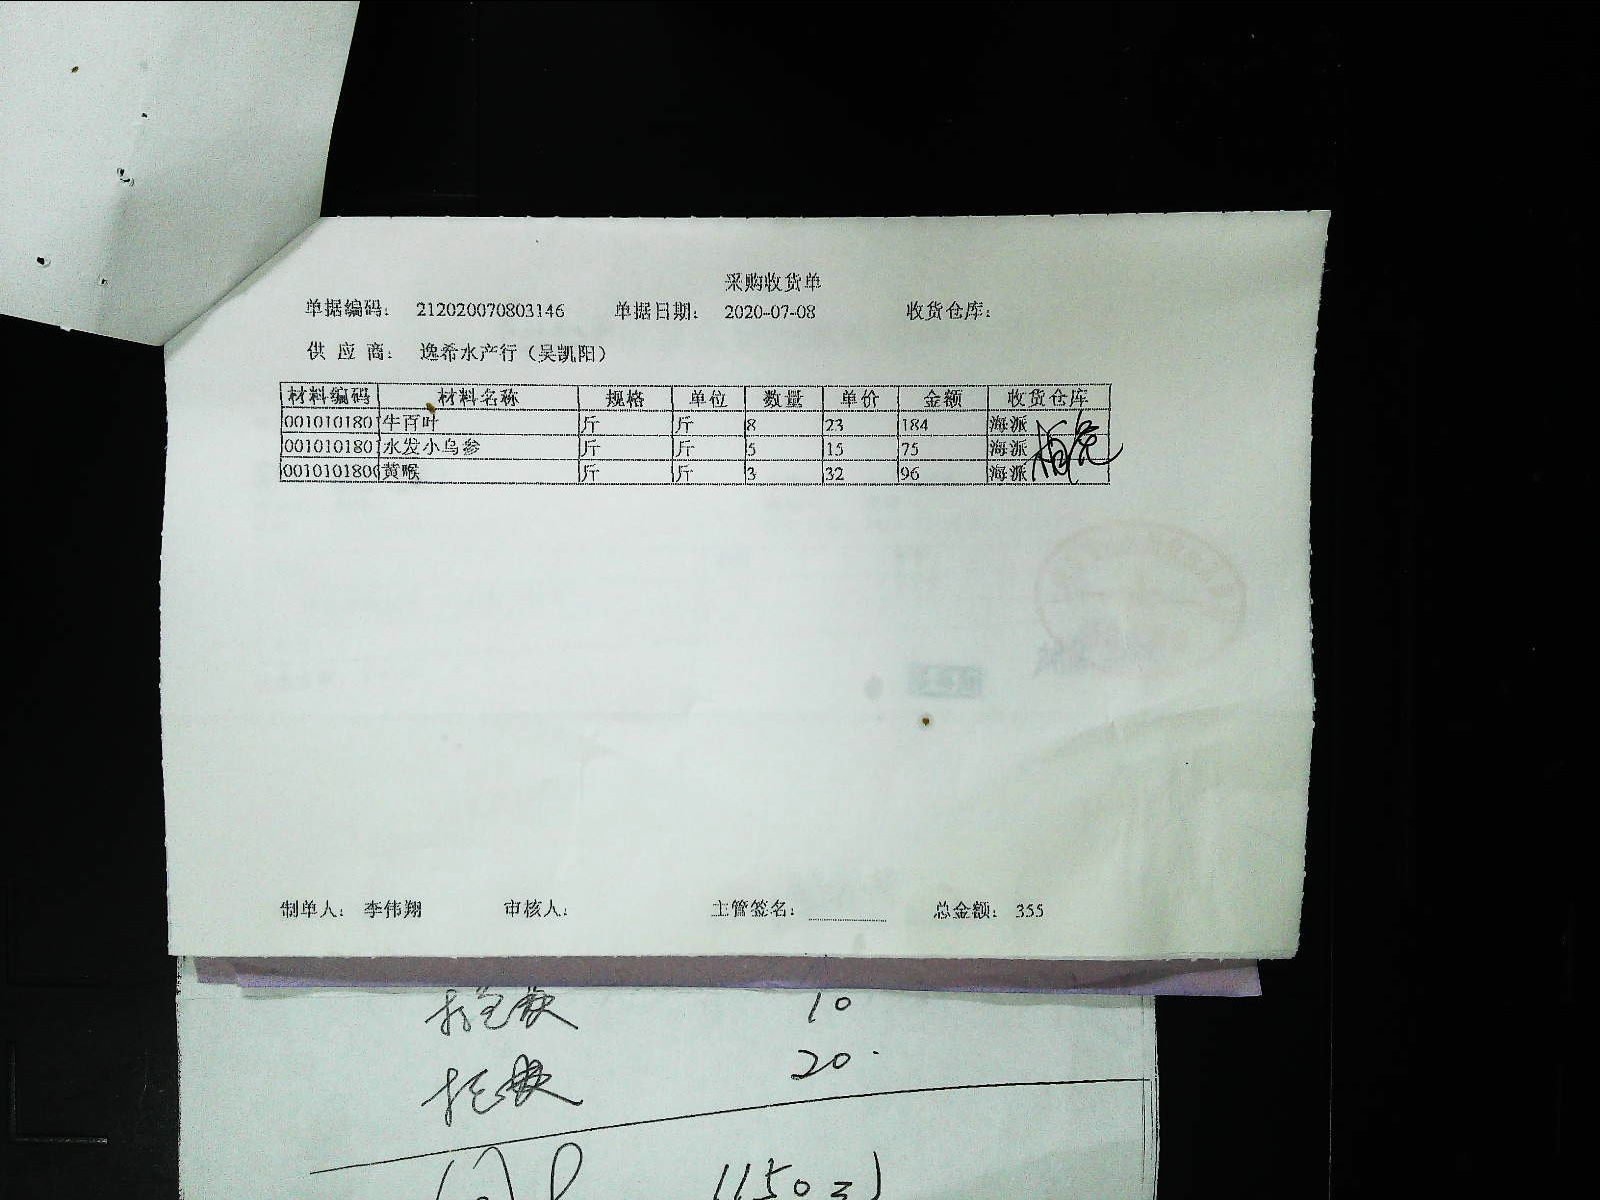 采购收货单
单据编码： 212020070803146 单据日期： 2020-07-08 收货仓库：
供 应 商： 逸希水产行（吴凯阳）
材料编码 材料名称 规格 单位 数量 单价 金额 收货仓库
0010101801 牛百叶 斤 斤 8 23 184 海派
0010101801 水发小乌参 斤 斤 5 15 75 海派
0010101800 黄喉 斤 斤 3 32 96 海派
制单人： 李伟翔 审核人： 主管签名： 总金额： 355
10
20